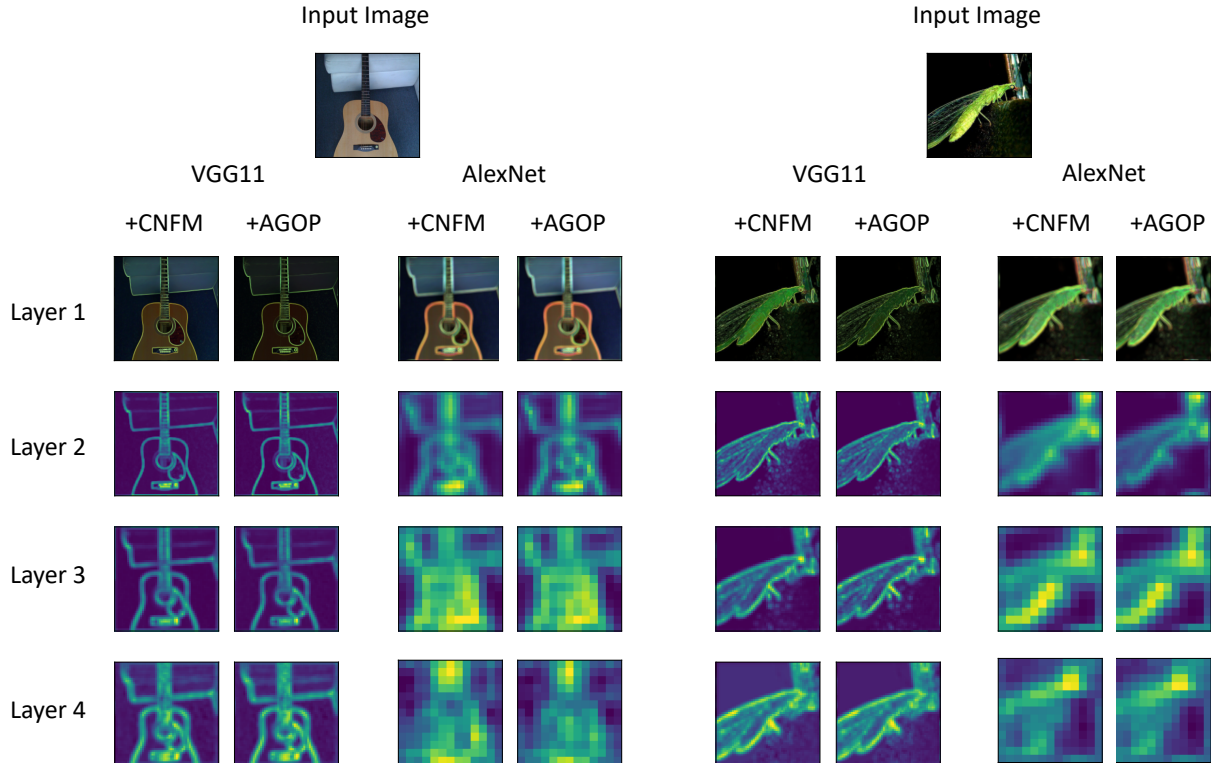 Input Image Input Image
VGG11 AlexNet VGG11 AlexNet
+CNFM +AGOP +CNFM +AGOP +CNFM +AGOP +CNFM +AGOP
Layer 1
Layer 2
Layer 3
Layer 4